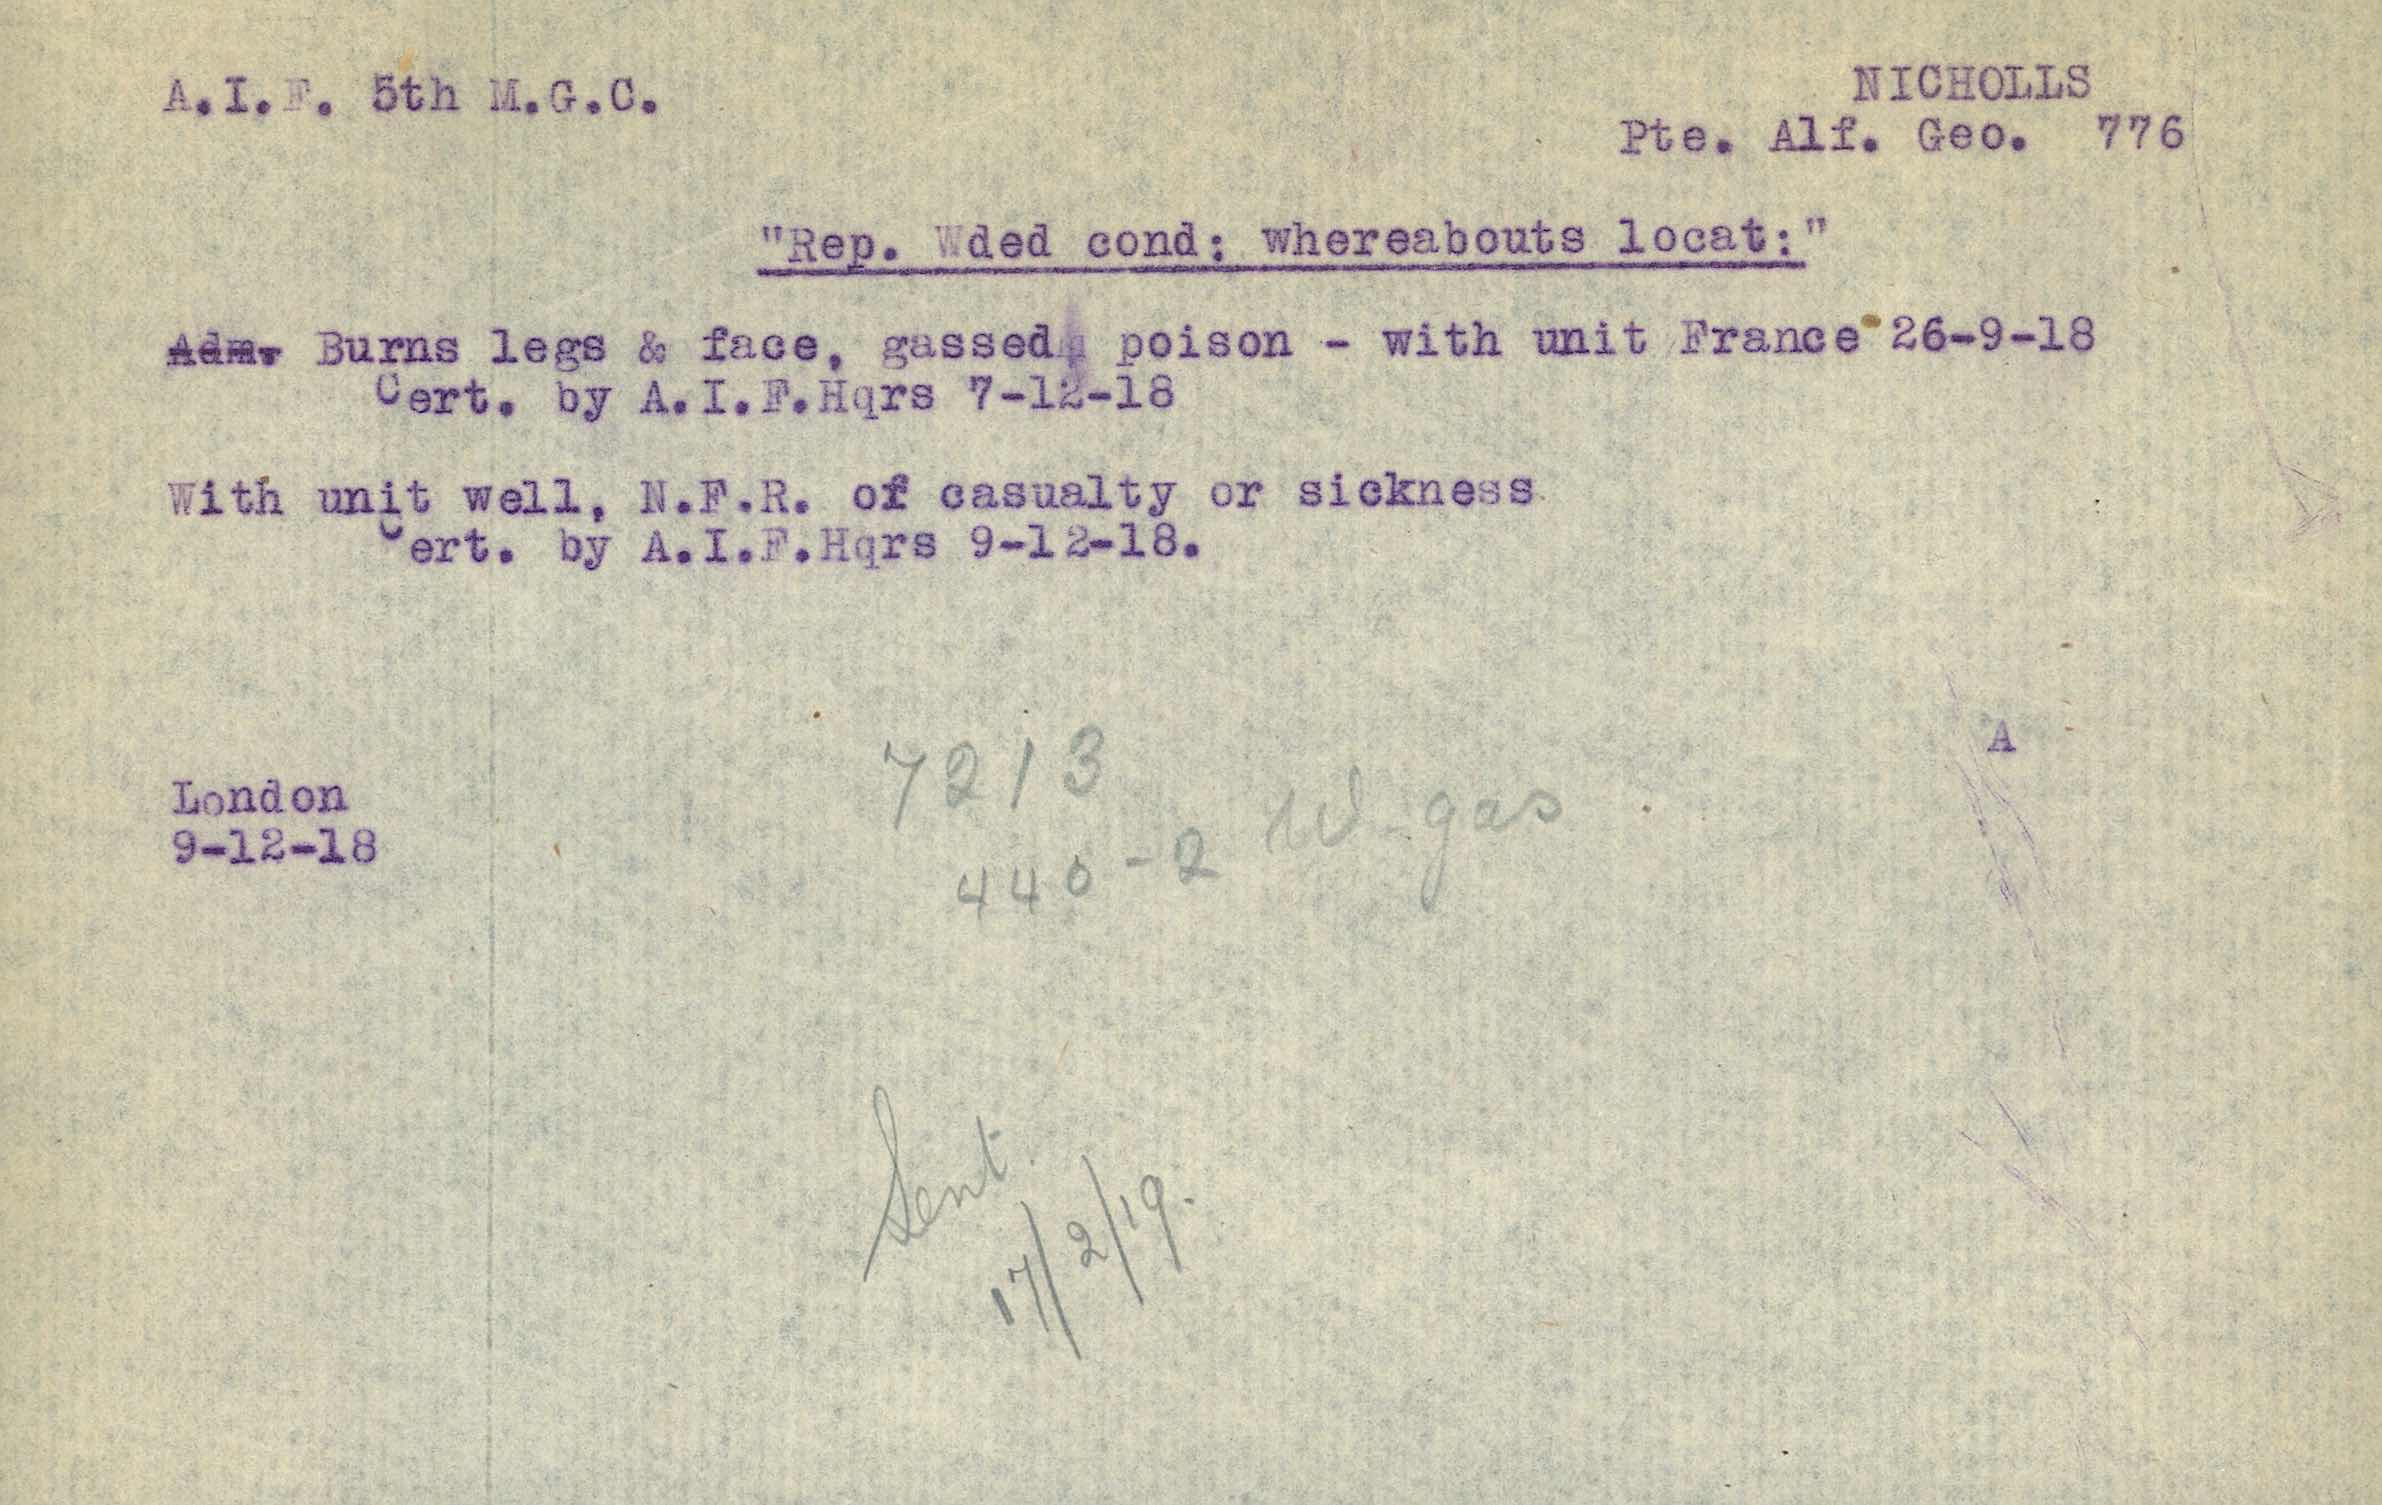 A.I.F. 5th M.G.C.
NICHOLLS
Pte. Alf. Geo. 776
"Rep. Wded cond: whereabouts locat:"
Adm. Burns legs & face, gassed, poison - with unit France 26-9-18
Cert. by A.I.F.Hqrs 7-12-18
With unit well, N.F.R. of casualty or sickness
Cert. by A.I.F.Hqrs 9-12-18.
A
London
9-12-18
7213
440-2 W. gas
Sent.
17/2/19.